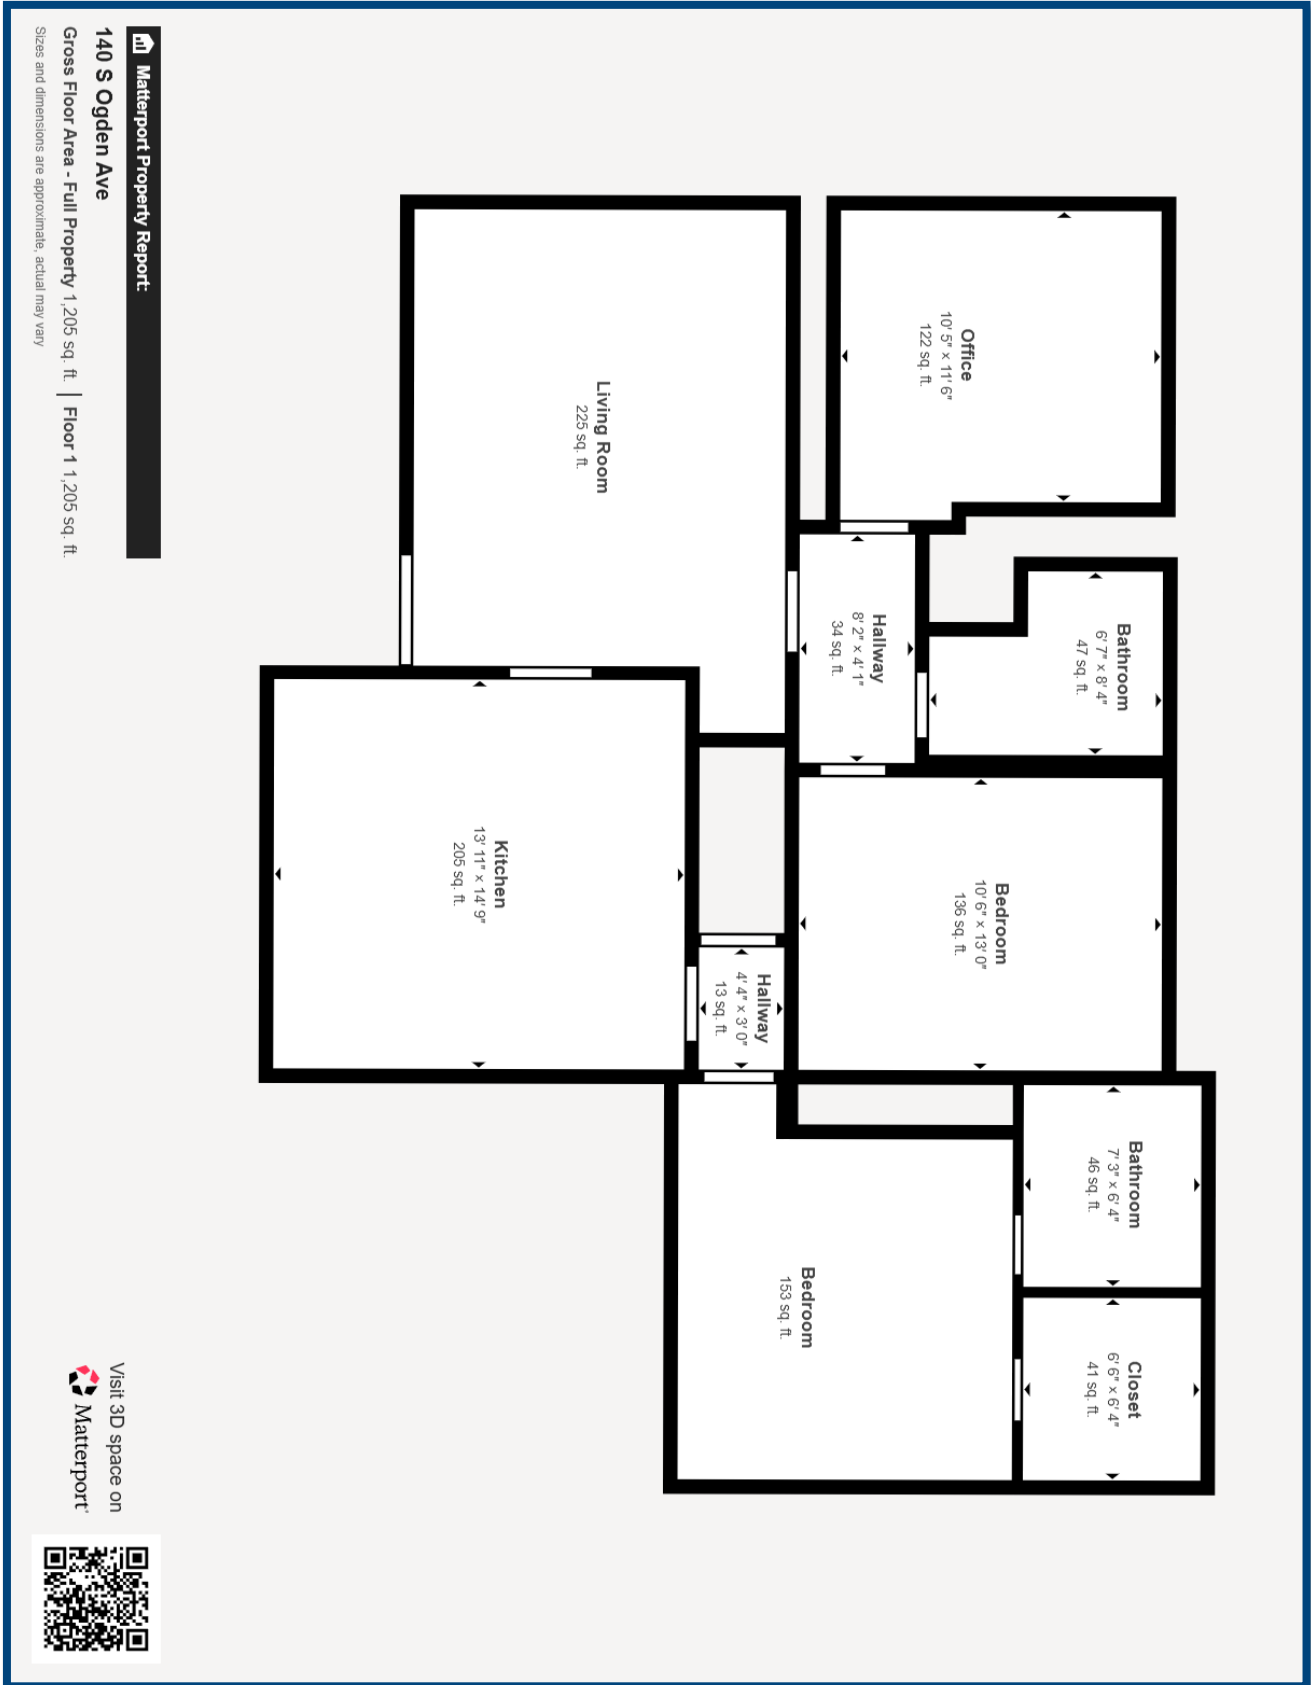 Office
10' 5" x 11' 6"
122 sq. ft.
Bathroom
6' 7" x 8' 4"
47 sq. ft.
Bedroom
10' 6" x 13' 0"
136 sq. ft.
Bathroom
7' 3" x 6' 4"
46 sq. ft.
Closet
6' 6" x 6' 4"
41 sq. ft.
Hallway
8' 2" x 4' 1"
34 sq. ft.
Living Room
225 sq. ft.
Hallway
4' 4" x 3' 0"
13 sq. ft.
Bedroom
153 sq. ft.
Kitchen
13' 11" x 14' 9"
205 sq. ft.
Matterport Property Report:
140 S Ogden Ave
Gross Floor Area - Full Property 1,205 sq. ft. | Floor 1 1,205 sq. ft.
Sizes and dimensions are approximate, actual may vary
Visit 3D space on
Matterport